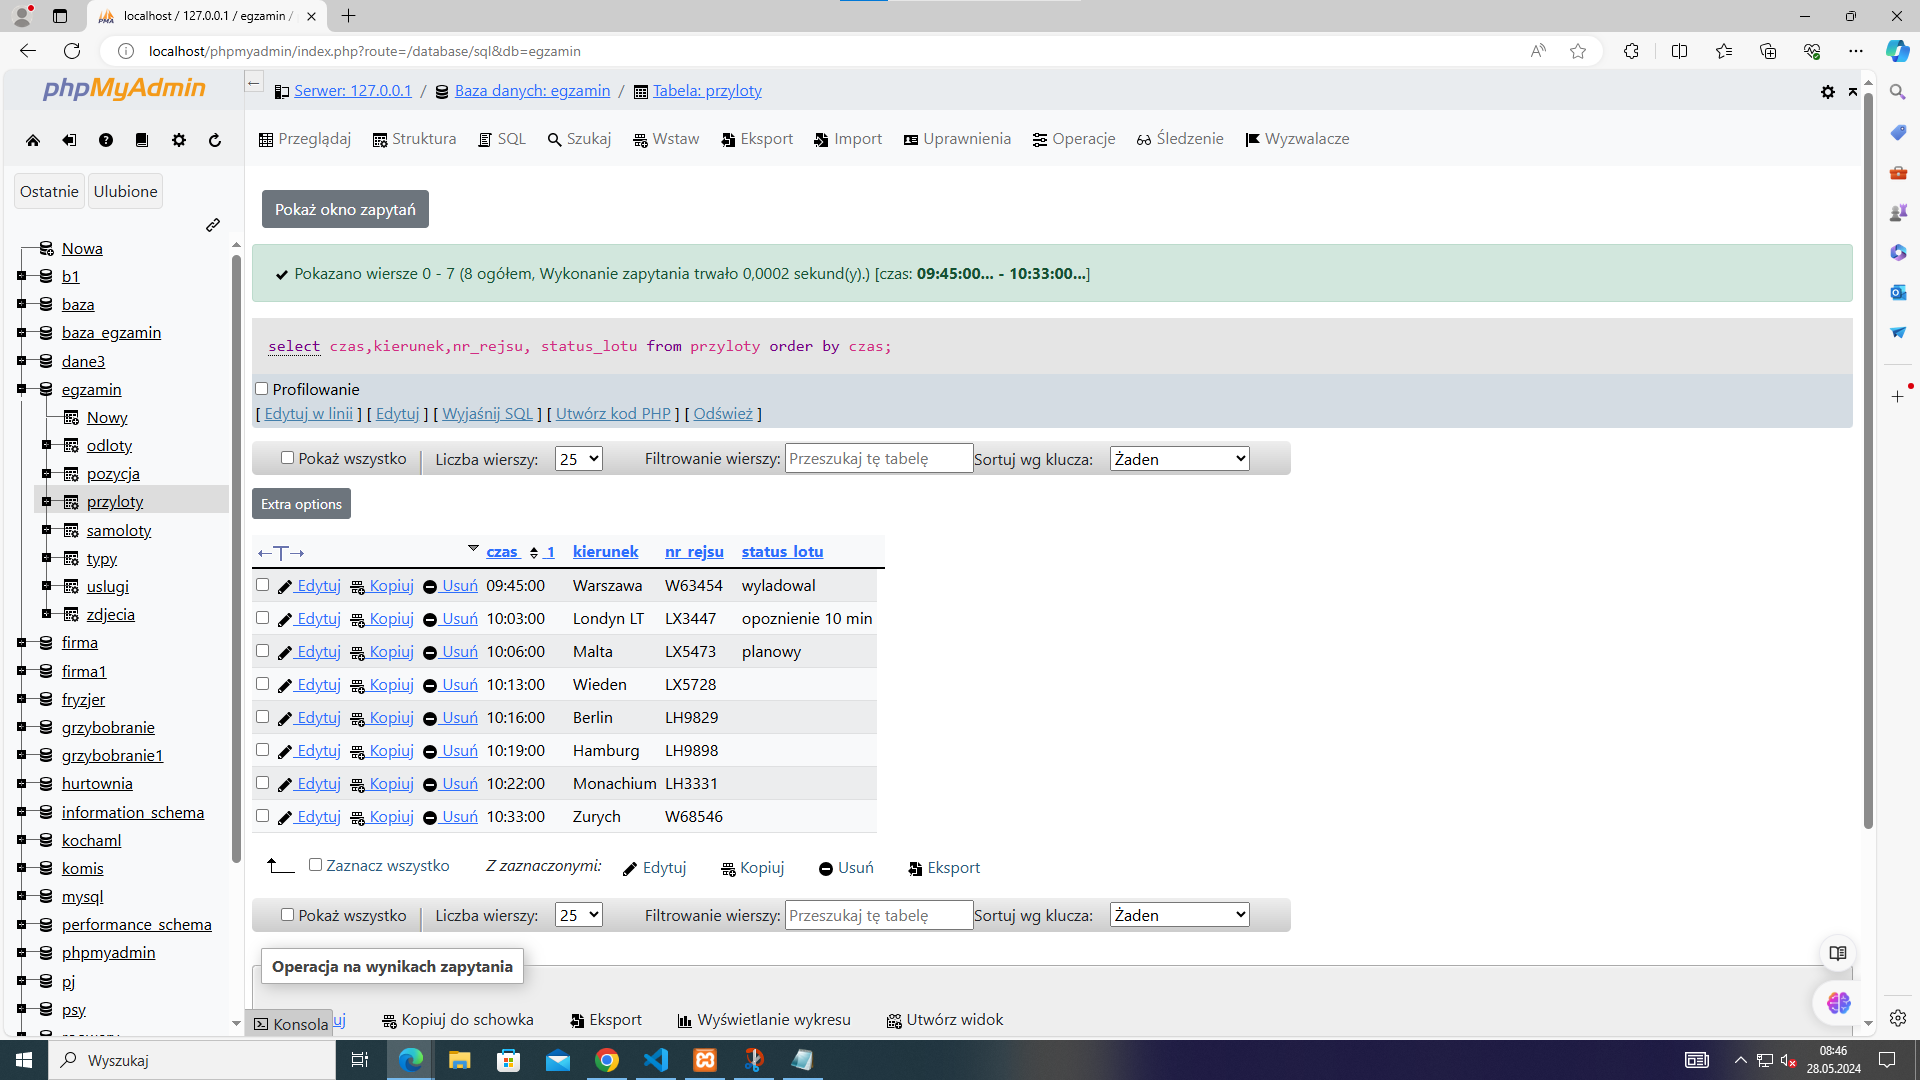 localhost / 127.0.0.1 / egzamin /
localhost/phpmyadmin/index.php?route=/database/sql&db=egzamin
phpMyAdmin
Serwer: 127.0.0.1 / Baza danych: egzamin / Tabela: przyloty
Przeglądaj Struktura SQL Szukaj Wstaw Eksport Import Uprawnienia Operacje Śledzenie Wyzwalacze
Ostatnie Ulubione
Nowa
b1
baza
baza_egzamin
dane3
egzamin
Nowy
odloty
pozycja
przyloty
samoloty
typy
uslugi
zdjecia
firma
firma1
fryzjer
grzybobranie
grzybobranie1
hurtownia
information_schema
kochaml
komis
mysql
performance_schema
phpmyadmin
pj
psy
Pokaż okno zapytań
Pokazano wiersze 0 - 7 (8 ogółem, Wykonanie zapytania trwało 0,0002 sekund(y).) [czas: 09:45:00... - 10:33:00...]
select czas,kierunek,nr_rejsu, status_lotu from przyloty order by czas;
Profilowanie
[ Edytuj w linii ] [ Edytuj ] [ Wyjaśnij SQL ] [ Utwórz kod PHP ] [ Odśwież ]
Pokaż wszystko Liczba wierszy: 25 Filtrowanie wierszy: Przeszukaj tę tabelę Sortuj wg klucza: Żaden
Extra options
←T→ czas 1 kierunek nr_rejsu status_lotu
Edytuj Kopiuj Usuń 09:45:00 Warszawa W63454 wyladowal
Edytuj Kopiuj Usuń 10:03:00 Londyn LT LX3447 opoznienie 10 min
Edytuj Kopiuj Usuń 10:06:00 Malta LX5473 planowy
Edytuj Kopiuj Usuń 10:13:00 Wieden LX5728
Edytuj Kopiuj Usuń 10:16:00 Berlin LH9829
Edytuj Kopiuj Usuń 10:19:00 Hamburg LH9898
Edytuj Kopiuj Usuń 10:22:00 Monachium LH3331
Edytuj Kopiuj Usuń 10:33:00 Zurych W68546
Zaznacz wszystko Z zaznaczonymi: Edytuj Kopiuj Usuń Eksport
Pokaż wszystko Liczba wierszy: 25 Filtrowanie wierszy: Przeszukaj tę tabelę Sortuj wg klucza: Żaden
Operacja na wynikach zapytania
Konsola uj Kopiuj do schowka Eksport Wyświetlanie wykresu Utwórz widok
Wyszukaj
08:46
28.05.2024